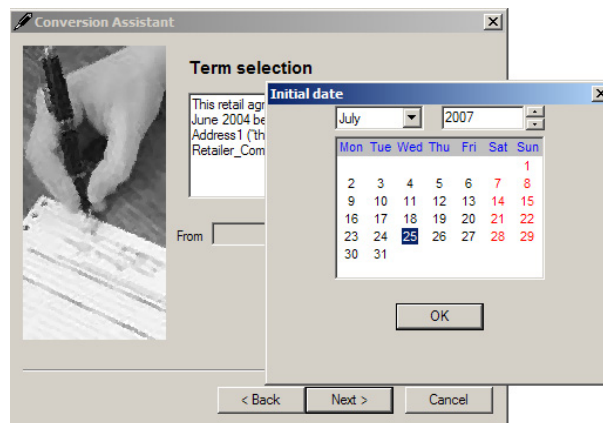 Conversion Assistant
Term selection
This retail agr
June 2004 be
Address1 ("th
Retailer_Com
From
< Back
Next >
Cancel
Initial date
July
2007
Mon Tue Wed Thu Fri Sat Sun
1
2 3 4 5 6 7 8
9 10 11 12 13 14 15
16 17 18 19 20 21 22
23 24 25 26 27 28 29
30 31
OK